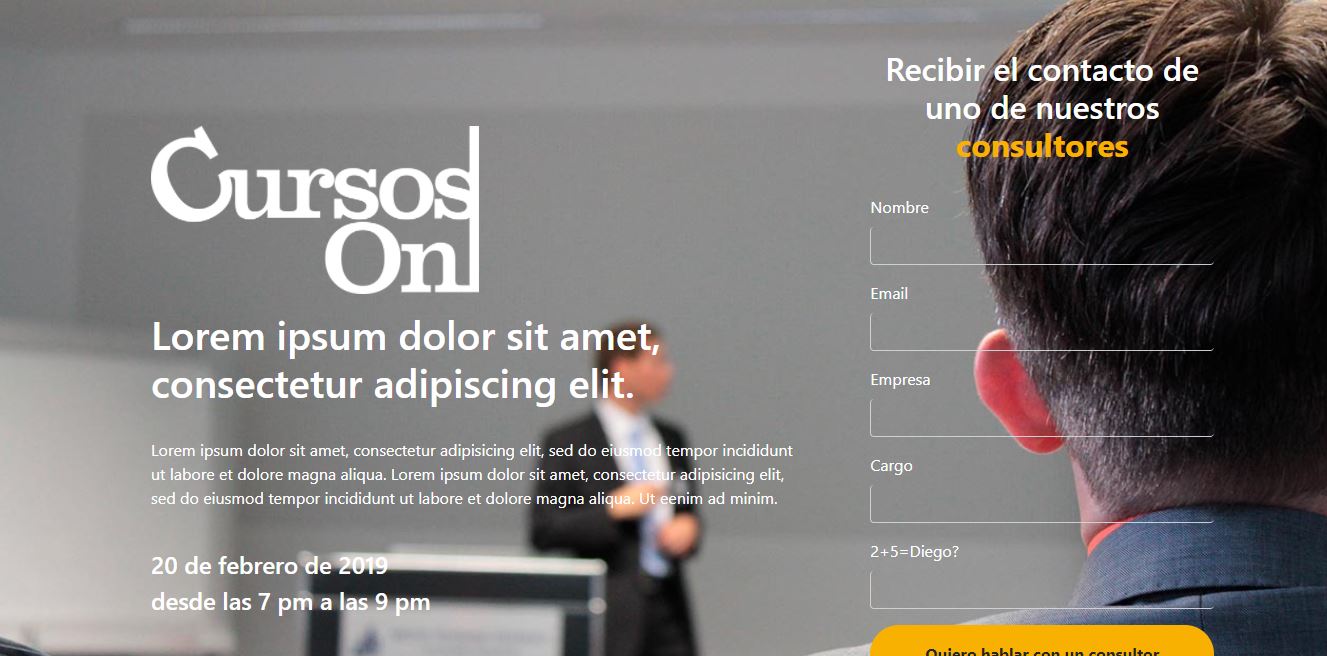 Cursos
On
Lorem ipsum dolor sit amet,
consectetur adipiscing elit.
Lorem ipsum dolor sit amet, consectetur adipisicing elit, sed do eiusmod tempor incididunt
ut labore et dolore magna aliqua. Lorem ipsum dolor sit amet, consectetur adipisicing elit,
sed do eiusmod tempor incididunt ut labore et dolore magna aliqua. Ut eenim ad minim.
20 de febrero de 2019
desde las 7 pm a las 9 pm
Recibir el contacto de
uno de nuestros
consultores
Nombre
Email
Empresa
Cargo
2+5=Diego?
Quiero hablar con un consultor